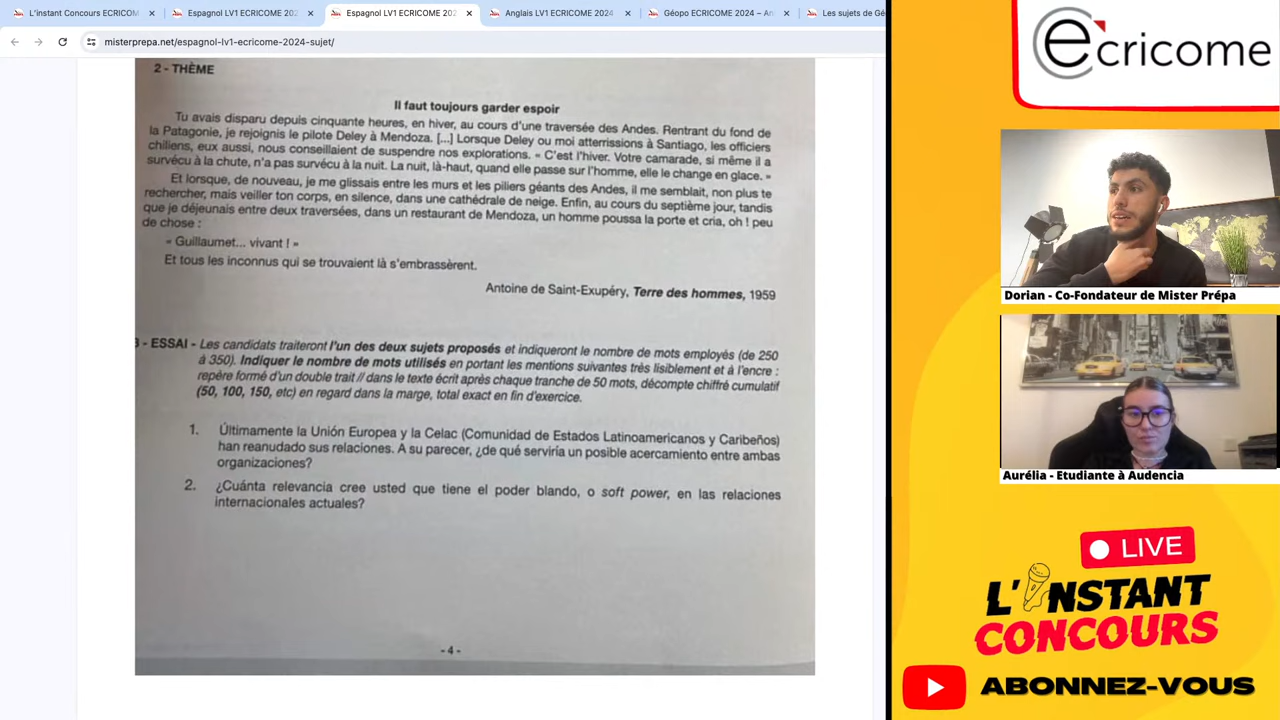 L'instant Concours ECRICOM
Espagnol LV1 ECRICOME 202
Espagnol LV1 ECRICOME 202
Anglais LV1 ECRICOME 2024
Géopo ECRICOME 2024 – An
Les sujets de Gé
misterprepa.net/espagnol-lv1-ecricome-2024-sujet/
2 - THÈME
Il faut toujours garder espoir
Tu avais disparu depuis cinquante heures, en hiver, au cours d'une traversée des Andes. Rentrant du fond de
la Patagonie, je rejoignis le pilote Deley à Mendoza. [...] Lorsque Deley ou moi atterrissions à Santiago, les officiers
chiliens, eux aussi, nous conseillaient de suspendre nos explorations. « C'est l'hiver. Votre camarade, si même il a
survécu à la chute, n'a pas survécu à la nuit. La nuit, là-haut, quand elle passe sur l'homme, elle le change en glace. »
Et lorsque, de nouveau, je me glissais entre les murs et les piliers géants des Andes, il me semblait, non plus te
rechercher, mais veiller ton corps, en silence, dans une cathédrale de neige. Enfin, au cours du septième jour, tandis
que je déjeunais entre deux traversées, dans un restaurant de Mendoza, un homme poussa la porte et cria, oh ! peu
de chose :
« Guillaumet... vivant ! »
Et tous les inconnus qui se trouvaient là s'embrassèrent.
Antoine de Saint-Exupéry, Terre des hommes, 1959
3 - ESSAI - Les candidats traiteront l'un des deux sujets proposés et indiqueront le nombre de mots employés (de 250
à 350). Indiquer le nombre de mots utilisés en portant les mentions suivantes très lisiblement et à l'encre :
repère formé d'un double trait // dans le texte écrit après chaque tranche de 50 mots, décompte chiffré cumulatif
(50, 100, 150, etc) en regard dans la marge, total exact en fin d'exercice.
1. Últimamente la Unión Europea y la Celac (Comunidad de Estados Latinoamericanos y Caribeños)
han reanudado sus relaciones. A su parecer, ¿de qué serviría un posible acercamiento entre ambas
organizaciones?
2. ¿Cuánta relevancia cree usted que tiene el poder blando, o soft power, en las relaciones
internacionales actuales?
- 4 -
ecricome
Dorian - Co-Fondateur de Mister Prépa
Aurélia - Etudiante à Audencia
LIVE
L'INSTANT
CONCOURS
ABONNEZ-VOUS